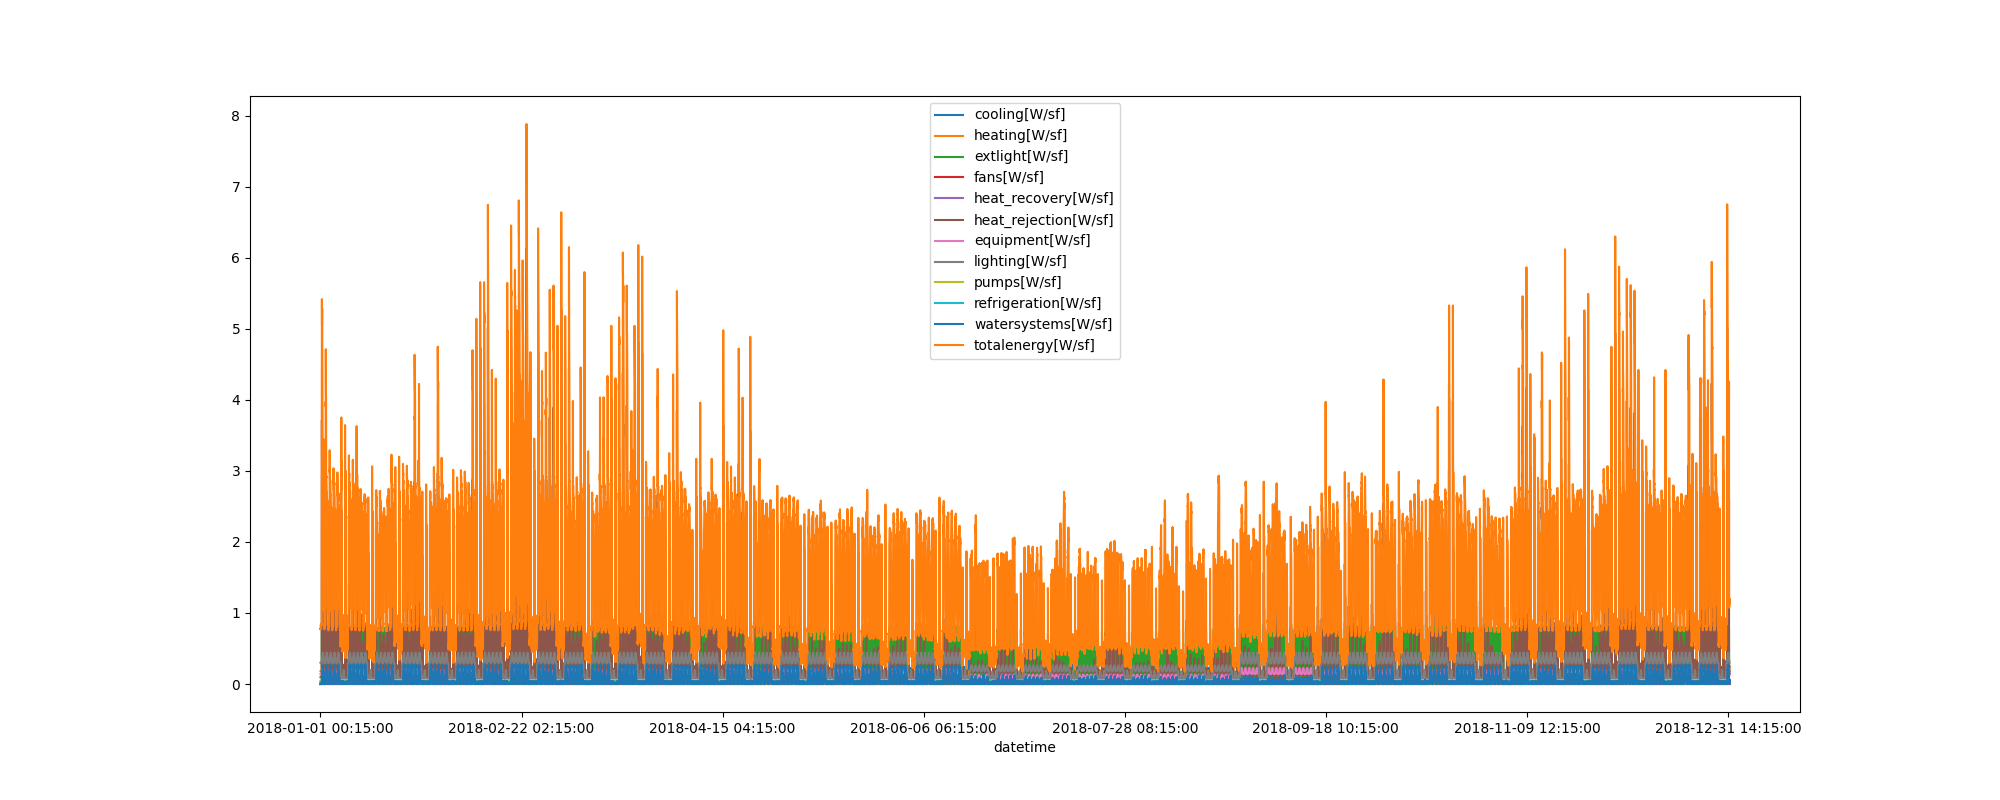 8
7
6
5
4
3
2
1
0
cooling[W/sf]
heating[W/sf]
extlight[W/sf]
fans[W/sf]
heat_recovery[W/sf]
heat_rejection[W/sf]
equipment[W/sf]
lighting[W/sf]
pumps[W/sf]
refrigeration[W/sf]
watersystems[W/sf]
totalenergy[W/sf]
2018-01-01 00:15:00 2018-02-22 02:15:00 2018-04-15 04:15:00 2018-06-06 06:15:00 2018-07-28 08:15:00 2018-09-18 10:15:00 2018-11-09 12:15:00 2018-12-31 14:15:00
datetime